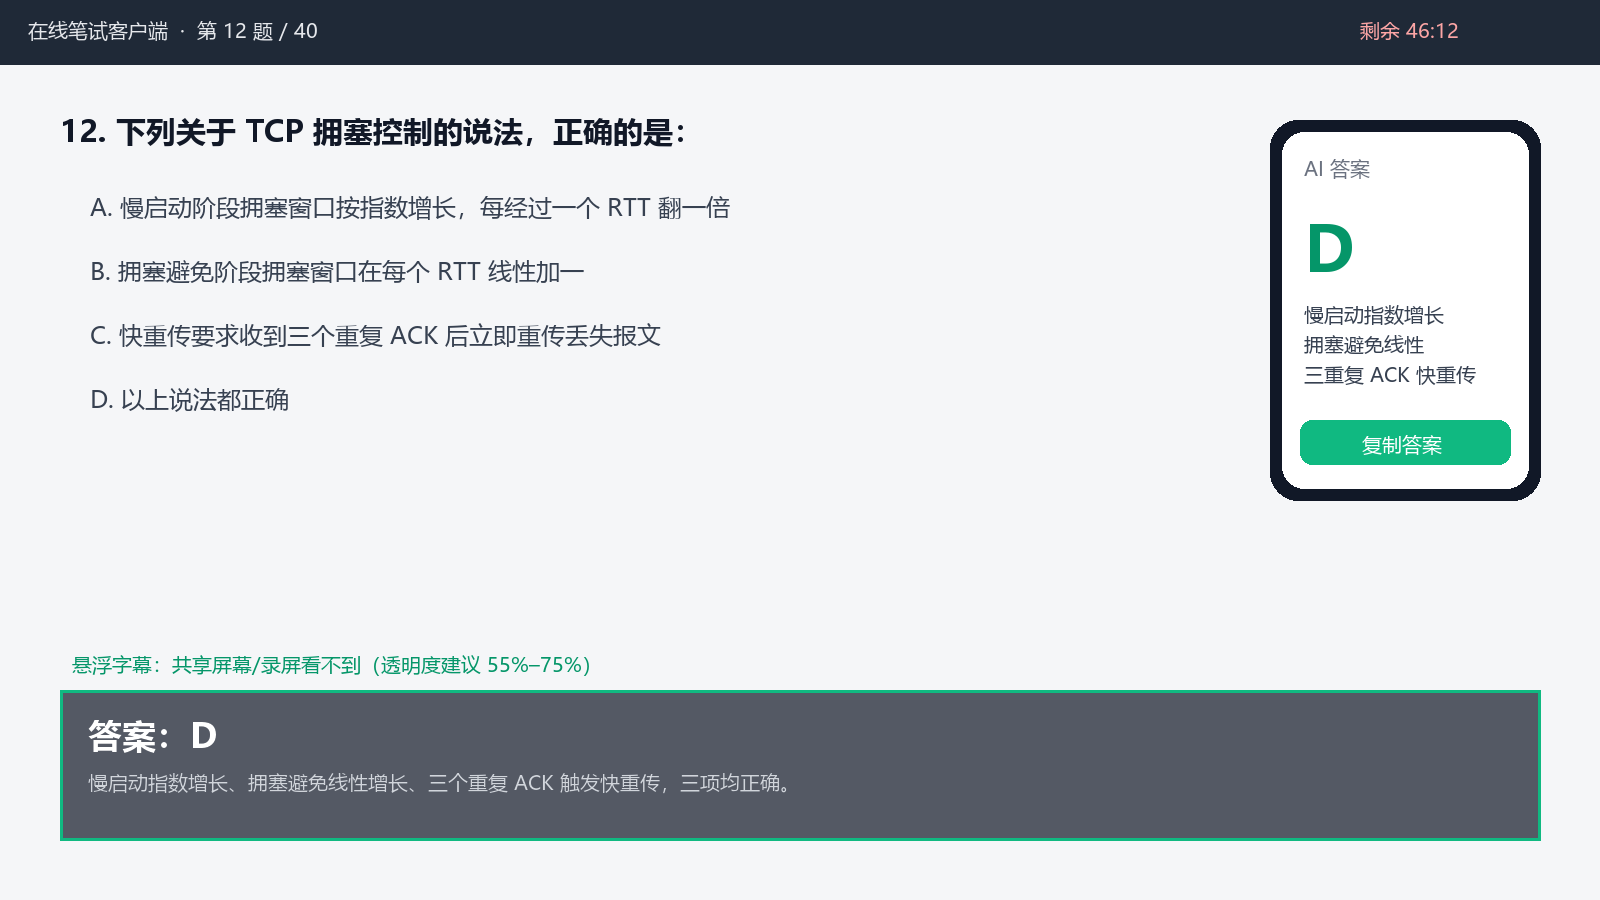 在线笔试客户端 · 第 12 题 / 40
剩余 46:12
12. 下列关于 TCP 拥塞控制的说法，正确的是：
A. 慢启动阶段拥塞窗口按指数增长，每经过一个 RTT 翻一倍
B. 拥塞避免阶段拥塞窗口在每个 RTT 线性加一
C. 快重传要求收到三个重复 ACK 后立即重传丢失报文
D. 以上说法都正确
AI 答案
D
慢启动指数增长
拥塞避免线性
三重复 ACK 快重传
复制答案
悬浮字幕：共享屏幕/录屏看不到（透明度建议 55%–75%）
答案：D
慢启动指数增长、拥塞避免线性增长、三个重复 ACK 触发快重传，三项均正确。